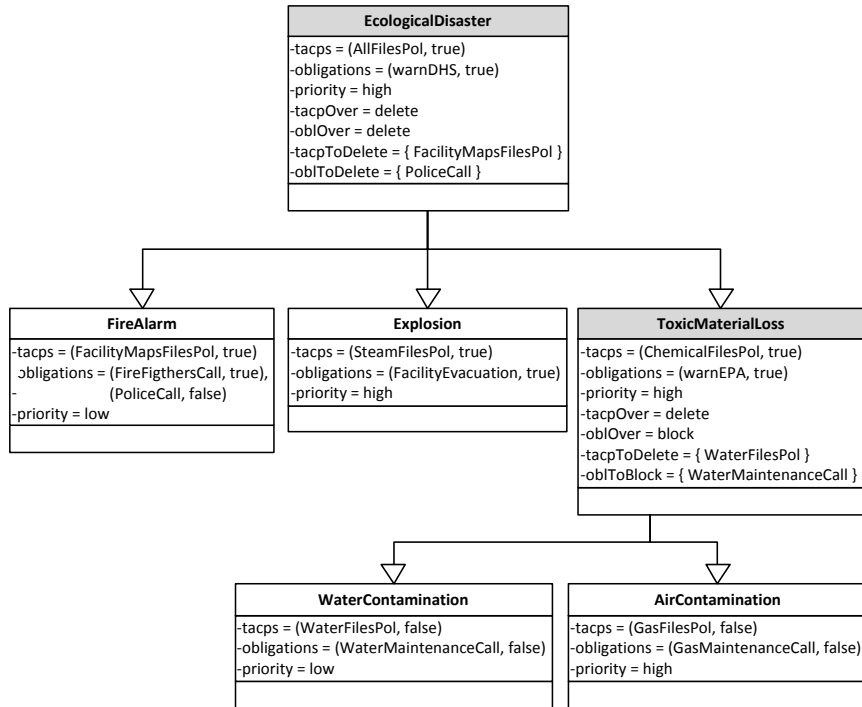 EcologicalDisaster
-tacps = (AllFilesPol, true)
-obligations = (warnDHS, true)
-priority = high
-tacpOver = delete
-oblOver = delete
-tacpToDelete = { FacilityMapsFilesPol }
-oblToDelete = { PoliceCall }
FireAlarm
-tacps = (FacilityMapsFilesPol, true)
obligations = (FireFigthersCall, true),
- (PoliceCall, false)
-priority = low
Explosion
-tacps = (SteamFilesPol, true)
-obligations = (FacilityEvacuation, true)
-priority = high
ToxicMaterialLoss
-tacps = (ChemicalFilesPol, true)
-obligations = (warnEPA, true)
-priority = high
-tacpOver = delete
-oblOver = block
-tacpToDelete = { WaterFilesPol }
-oblToBlock = { WaterMaintenanceCall }
WaterContamination
-tacps = (WaterFilesPol, false)
-obligations = (WaterMaintenanceCall, false)
-priority = low
AirContamination
-tacps = (GasFilesPol, false)
-obligations = (GasMaintenanceCall, false)
-priority = high